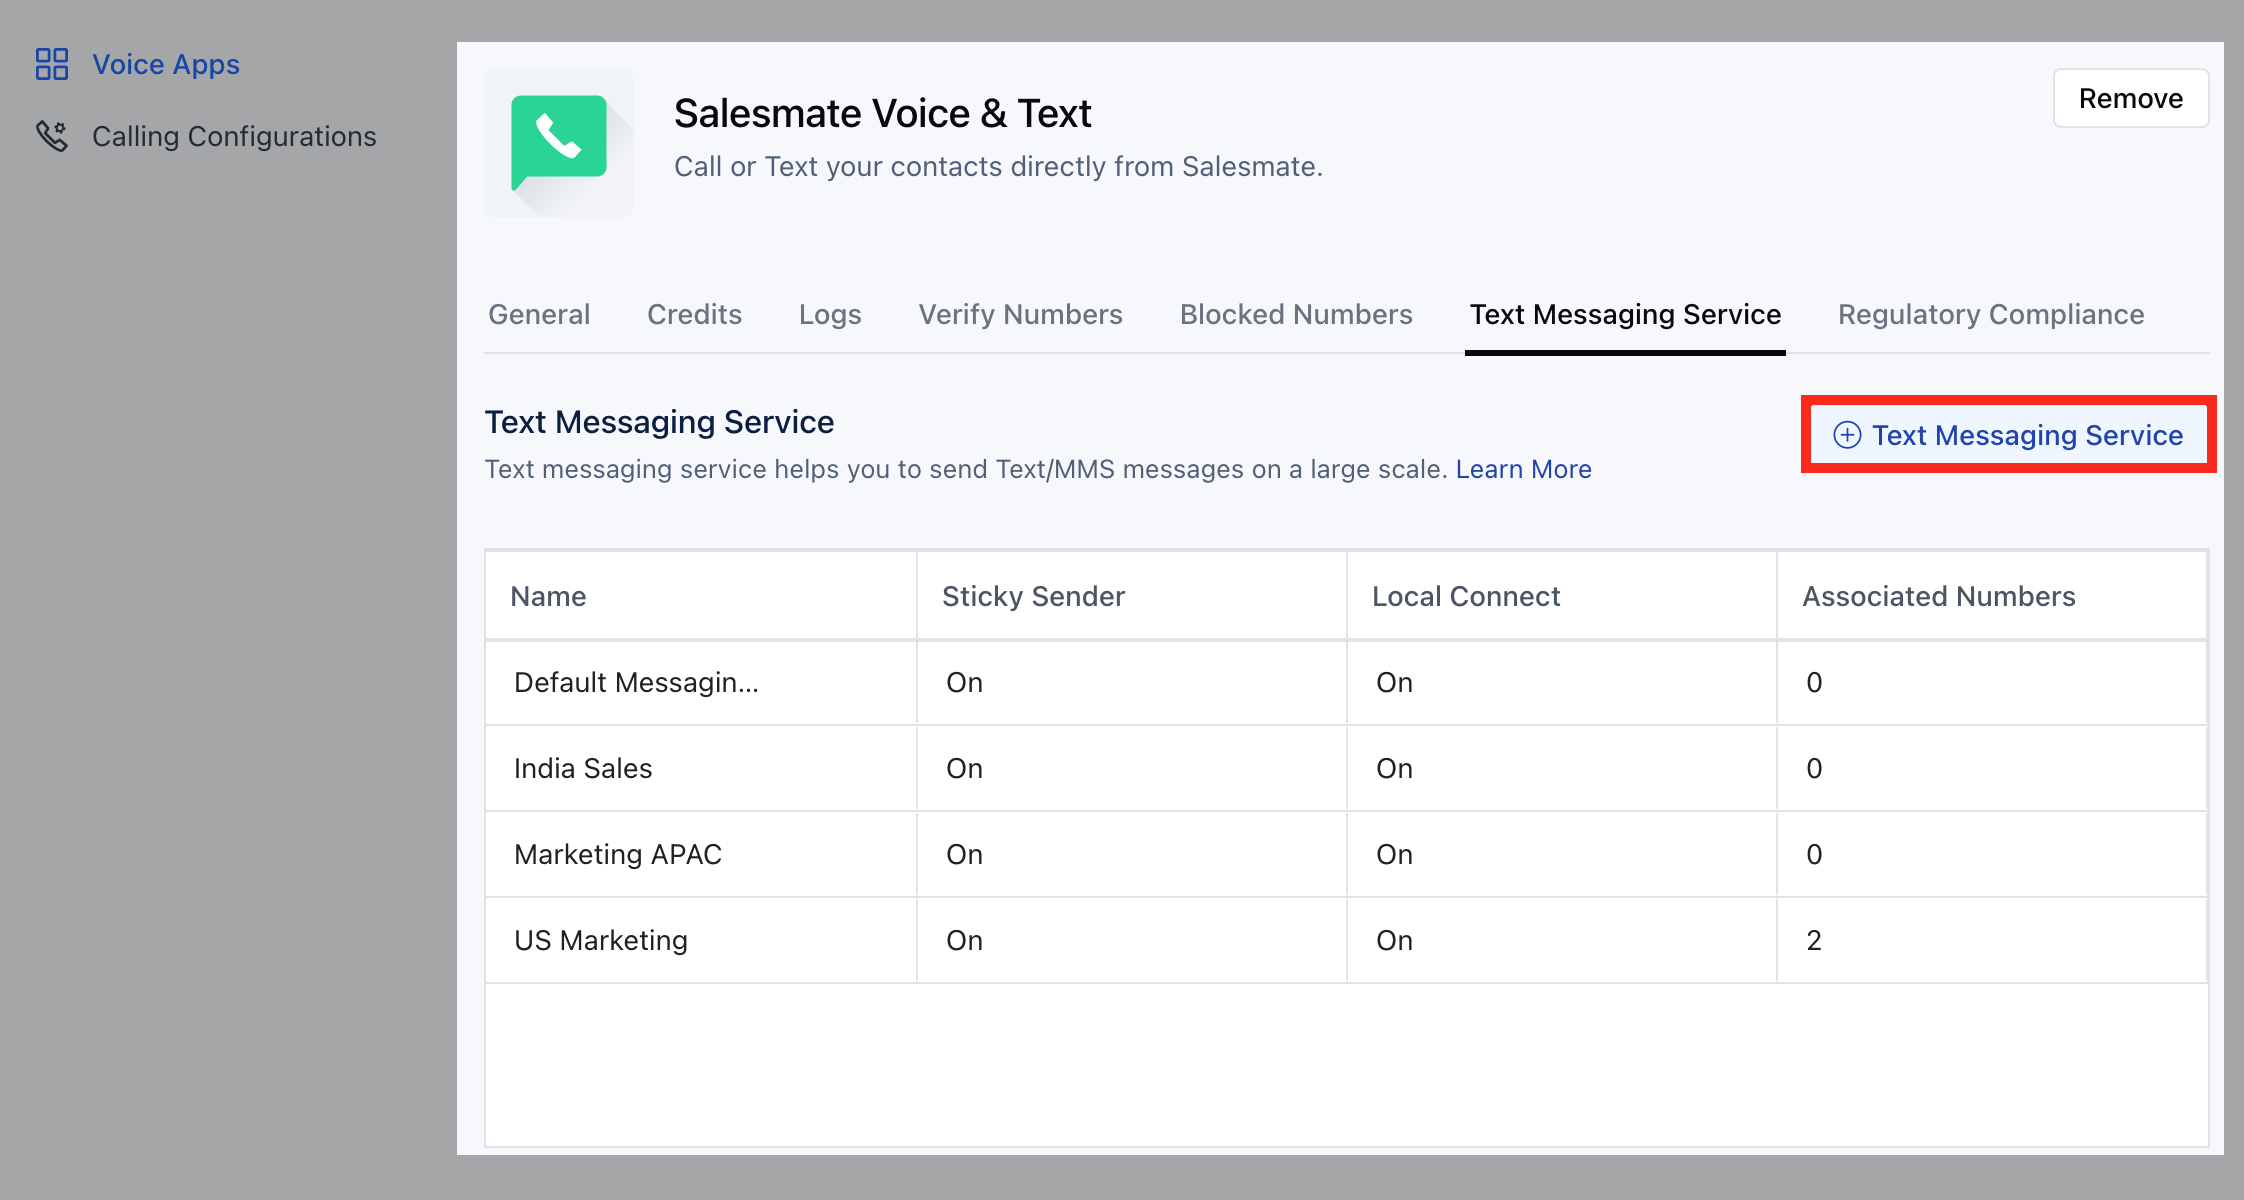 Voice Apps
Calling Configurations
Salesmate Voice & Text
Call or Text your contacts directly from Salesmate.
Remove
General Credits Logs Verify Numbers Blocked Numbers Text Messaging Service Regulatory Compliance
Text Messaging Service
Text messaging service helps you to send Text/MMS messages on a large scale. Learn More
Text Messaging Service
Name Sticky Sender Local Connect Associated Numbers
Default Messagin... On On 0
India Sales On On 0
Marketing APAC On On 0
US Marketing On On 2